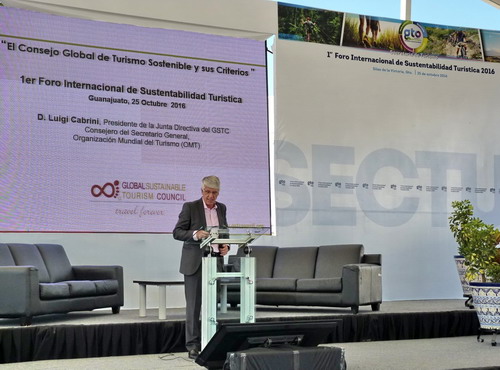 "El Consejo Global de Turismo Sostenible y sus Criterios "
1er Foro Internacional de Sustentabilidad Turística
Guanajuato, 25 Octubre 2016
D. Luigi Cabrini, Presidente de la Junta Directiva del GSTC
Consejero del Secretario General,
Organización Mundial del Turismo (OMT)
GLOBAL SUSTAINABLE
TOURISM COUNCIL
travel forever
gto
1er Foro Internacional de Sustentabilidad Turística 2016
SECTU